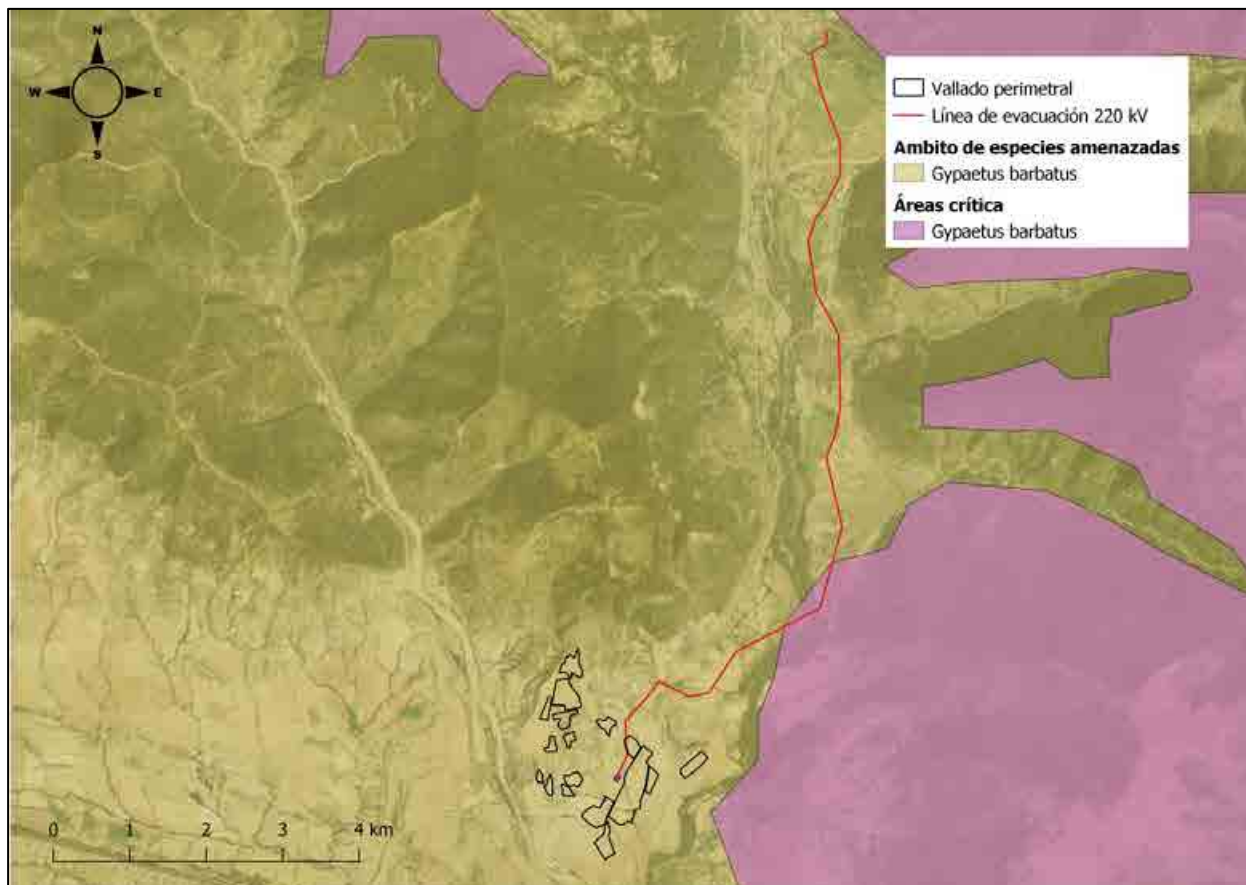 N
W E
S
Vallado perimetral
Línea de evacuación 220 kV
Ambito de especies amenazadas
Gypaetus barbatus
Áreas crítica
Gypaetus barbatus
0 1 2 3 4 km